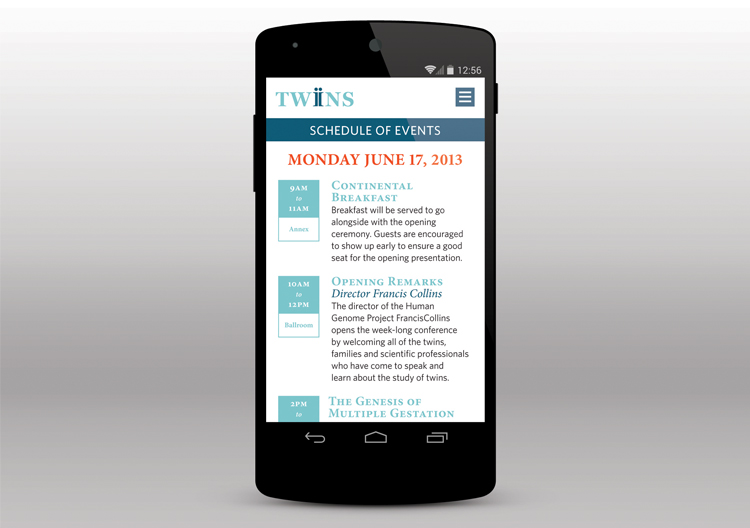 12:56
TWiiNS
SCHEDULE OF EVENTS
MONDAY JUNE 17, 2013
9AM
to
11AM
Annex
CONTINENTAL
BREAKFAST
Breakfast will be served to go
alongside with the opening
ceremony. Guests are encouraged
to show up early to ensure a good
seat for the opening presentation.
10AM
to
12PM
Ballroom
OPENING REMARKS
Director Francis Collins
The director of the Human
Genome Project FrancisCollins
opens the week-long conference
by welcoming all of the twins,
families and scientific professionals
who have come to speak and
learn about the study of twins.
2PM
to
THE GENESIS OF
MULTIPLE GESTATION